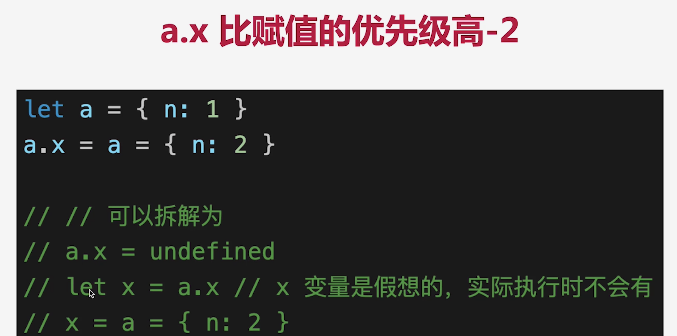 a.x 比赋值的优先级高-2
let a = { n: 1 }
a.x = a = { n: 2 }
// // 可以拆解为
// a.x = undefined
// let x = a.x // x 变量是假想的，实际执行时不会有
// x = a = { n: 2 }